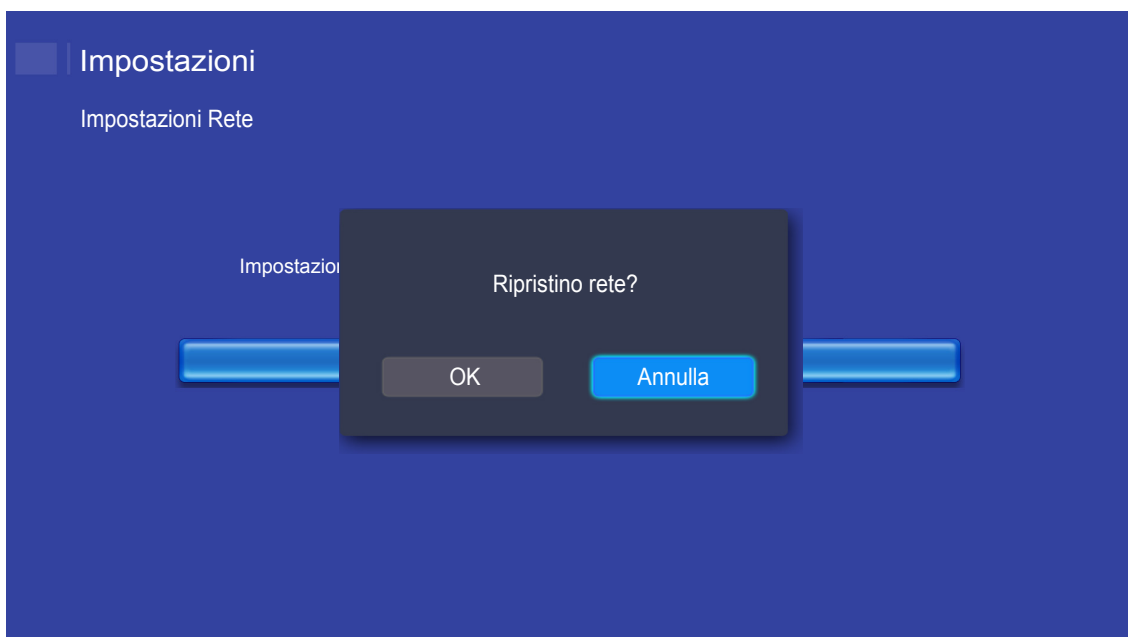 Impostazioni
Impostazioni Rete
Ripristino rete?
OK
Annulla